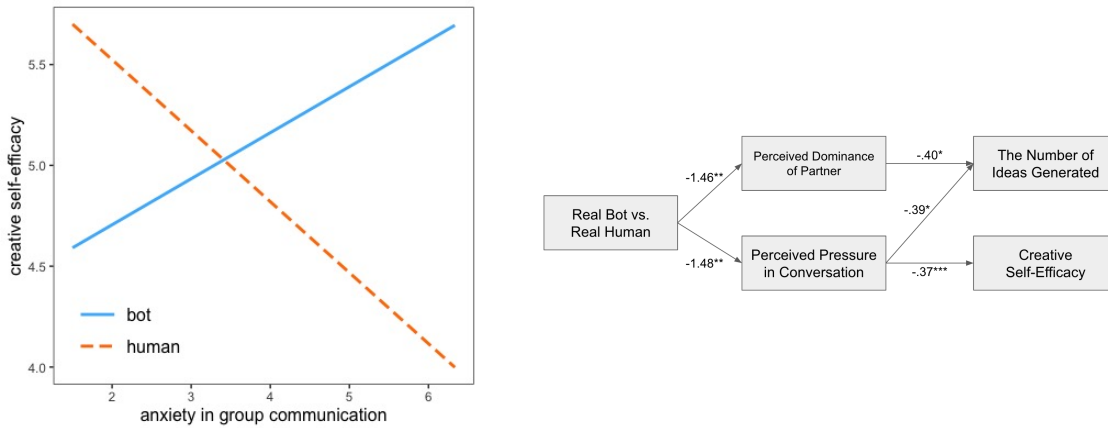 creative self-efficacy
5.5
5.0
4.5
4.0
bot
human
2 3 4 5 6
anxiety in group communication
Real Bot vs.
Real Human
-1.46**
-1.48**
Perceived Dominance
of Partner
Perceived Pressure
in Conversation
-.40*
-.39*
-.37***
The Number of
Ideas Generated
Creative
Self-Efficacy